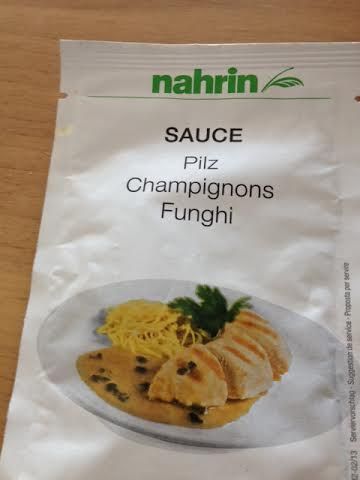 nahrin
SAUCE
Pilz
Champignons
Funghi
Serviervorschlag · Suggestion de service · Proposta per servire